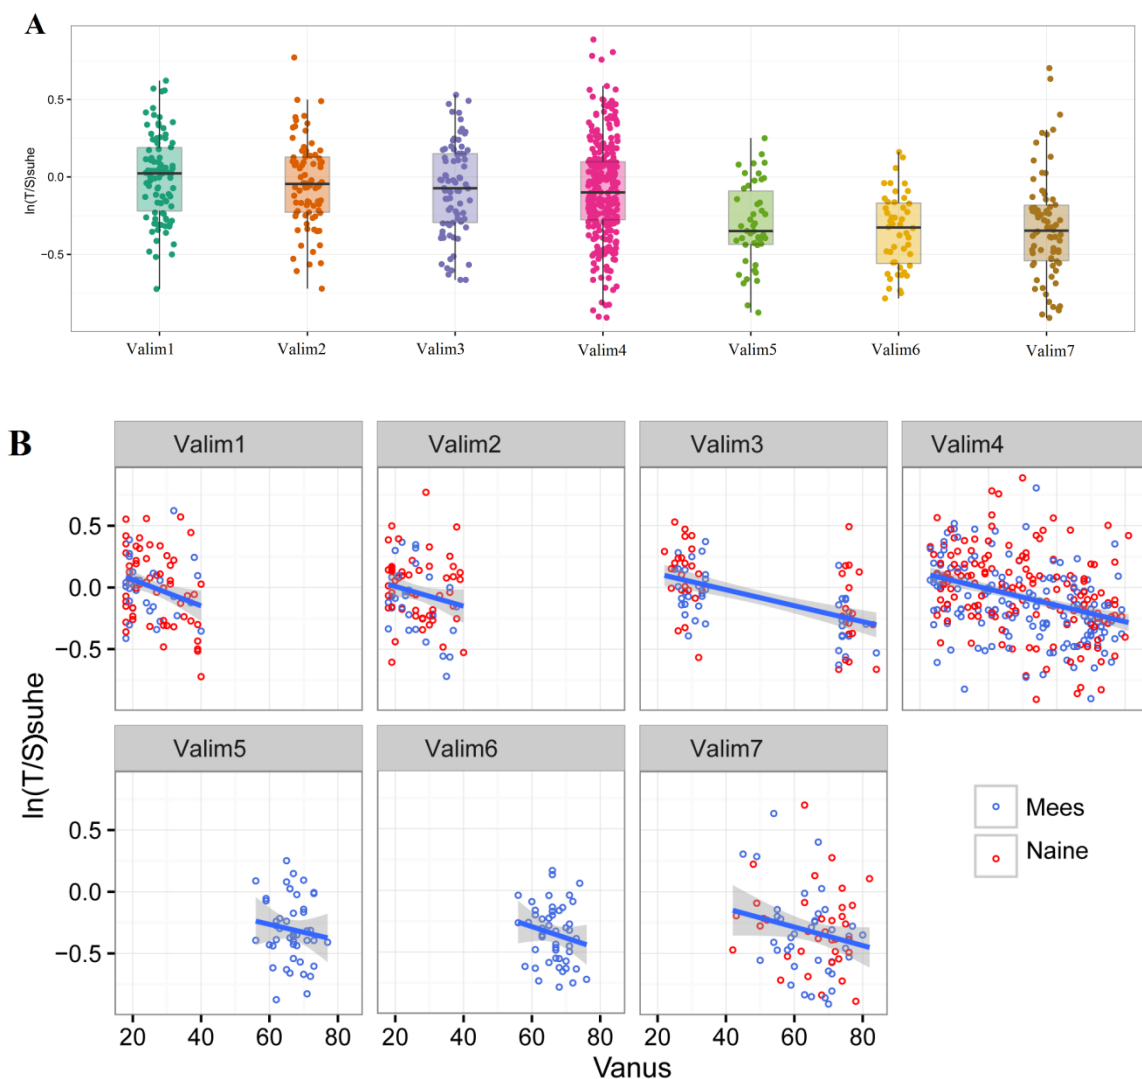 A
ln(T/S)suhe
0.5
0.0
−0.5
Valim1 Valim2 Valim3 Valim4 Valim5 Valim6 Valim7
B
Valim1 Valim2 Valim3 Valim4
0.5
0.0
−0.5
Valim5 Valim6 Valim7
ln(T/S)suhe
0.5
0.0
−0.5
Mees
Naine
20 40 60 80 20 40 60 80 20 40 60 80
Vanus